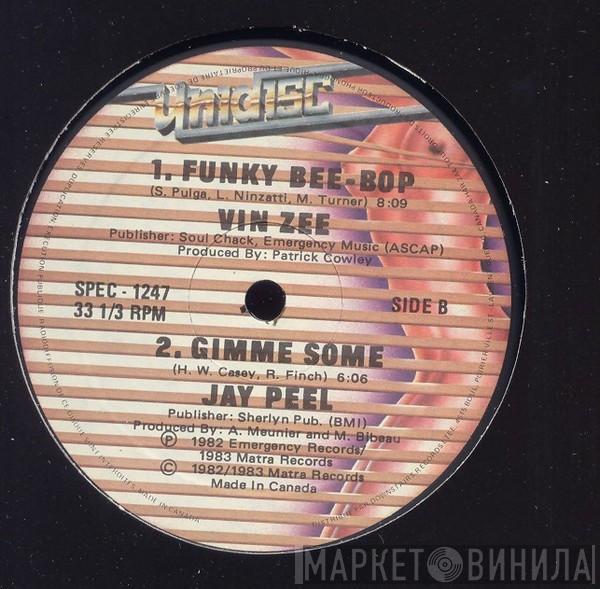 unidisc
1. FUNKY BEE-BOP
(S. Pulga, L. Ninzatti, M. Turner) 8:09
VIN ZEE
Publisher: Soul Chack, Emergency Music (ASCAP)
Produced By: Patrick Cowley
SPEC - 1247
33 1/3 RPM
SIDE B
2. GIMME SOME
(H. W. Casey, R. Finch) 6:06
JAY PEEL
Publisher: Sherlyn Pub. (BMI)
Produced By: A. Meunier and M. Bibeau
Ⓟ 1982 Emergency Records/
1983 Matra Records
© 1982/1983 Matra Records
Made In Canada
МАРКЕТ ВИНИЛА